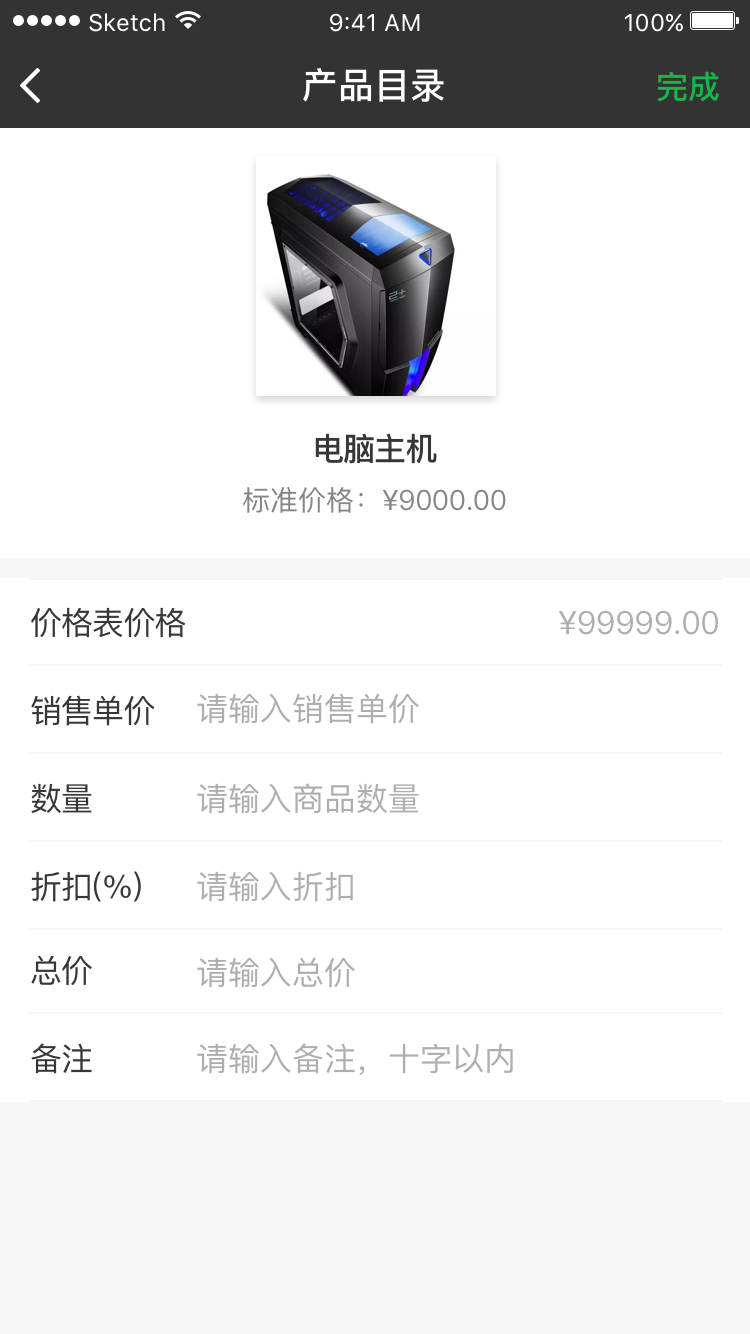 Sketch 9:41 AM 100%
产品目录 完成
电脑主机
标准价格：¥9000.00
价格表价格 ¥99999.00
销售单价 请输入销售单价
数量 请输入商品数量
折扣(%) 请输入折扣
总价 请输入总价
备注 请输入备注，十字以内